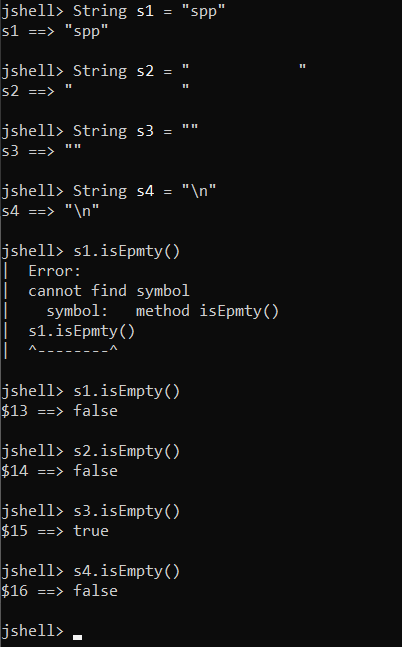 jshell> String s1 = "spp"
s1 ==> "spp"
jshell> String s2 = "            "
s2 ==> "            "
jshell> String s3 = ""
s3 ==> ""
jshell> String s4 = "\n"
s4 ==> "\n"
jshell> s1.isEpmty()
|  Error:
|  cannot find symbol
|    symbol:   method isEpmty()
|  s1.isEpmty()
|  ^--------^
jshell> s1.isEmpty()
$13 ==> false
jshell> s2.isEmpty()
$14 ==> false
jshell> s3.isEmpty()
$15 ==> true
jshell> s4.isEmpty()
$16 ==> false
jshell>